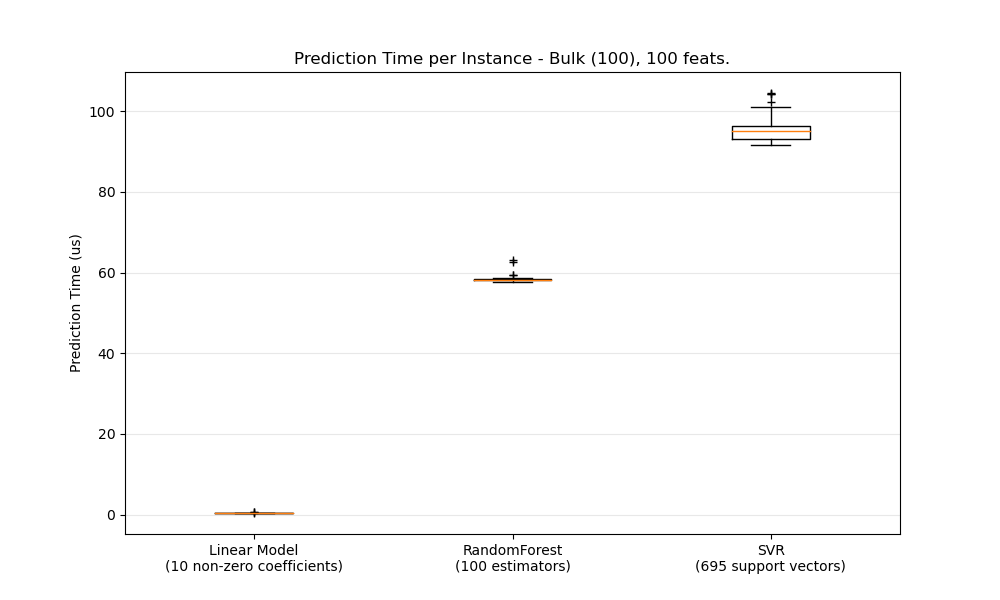 Prediction Time per Instance - Bulk (100), 100 feats.
Prediction Time (us)
100
80
60
40
20
0
Linear Model
(10 non-zero coefficients)
RandomForest
(100 estimators)
SVR
(695 support vectors)